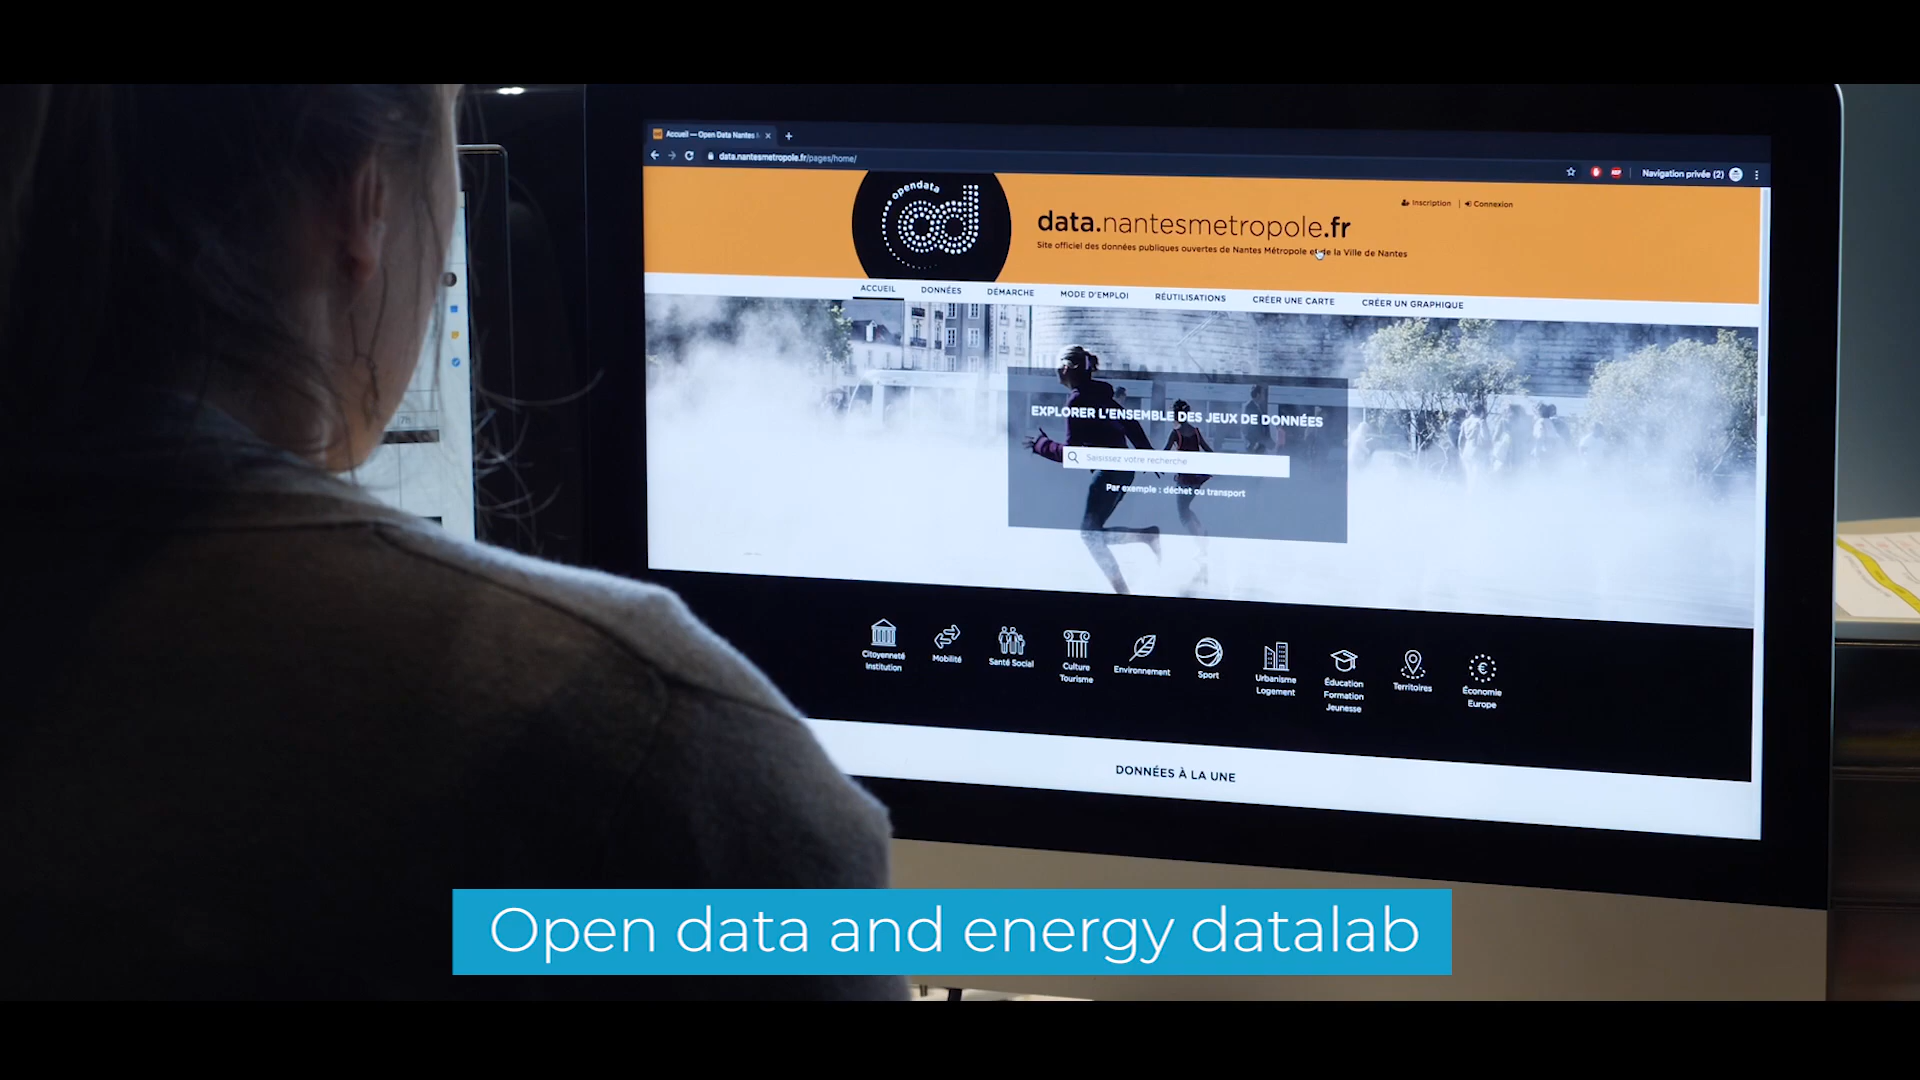 Accueil — Open Data Nantes
data.nantesmetropole.fr/pages/home/
Navigation privée (2)
opendata
od
Inscription | Connexion
data.nantesmetropole.fr
Site officiel des données publiques ouvertes de Nantes Métropole et de la Ville de Nantes
ACCUEIL DONNÉES DÉMARCHE MODE D'EMPLOI RÉUTILISATIONS CRÉER UNE CARTE CRÉER UN GRAPHIQUE
EXPLORER L'ENSEMBLE DES JEUX DE DONNÉES
Saisissez votre recherche
Par exemple : déchet ou transport
Citoyenneté
Institution
Mobilité
Santé Social
Culture
Tourisme
Environnement
Sport
Urbanisme
Logement
Éducation
Formation
Jeunesse
Territoires
Économie
Europe
DONNÉES À LA UNE
Open data and energy datalab